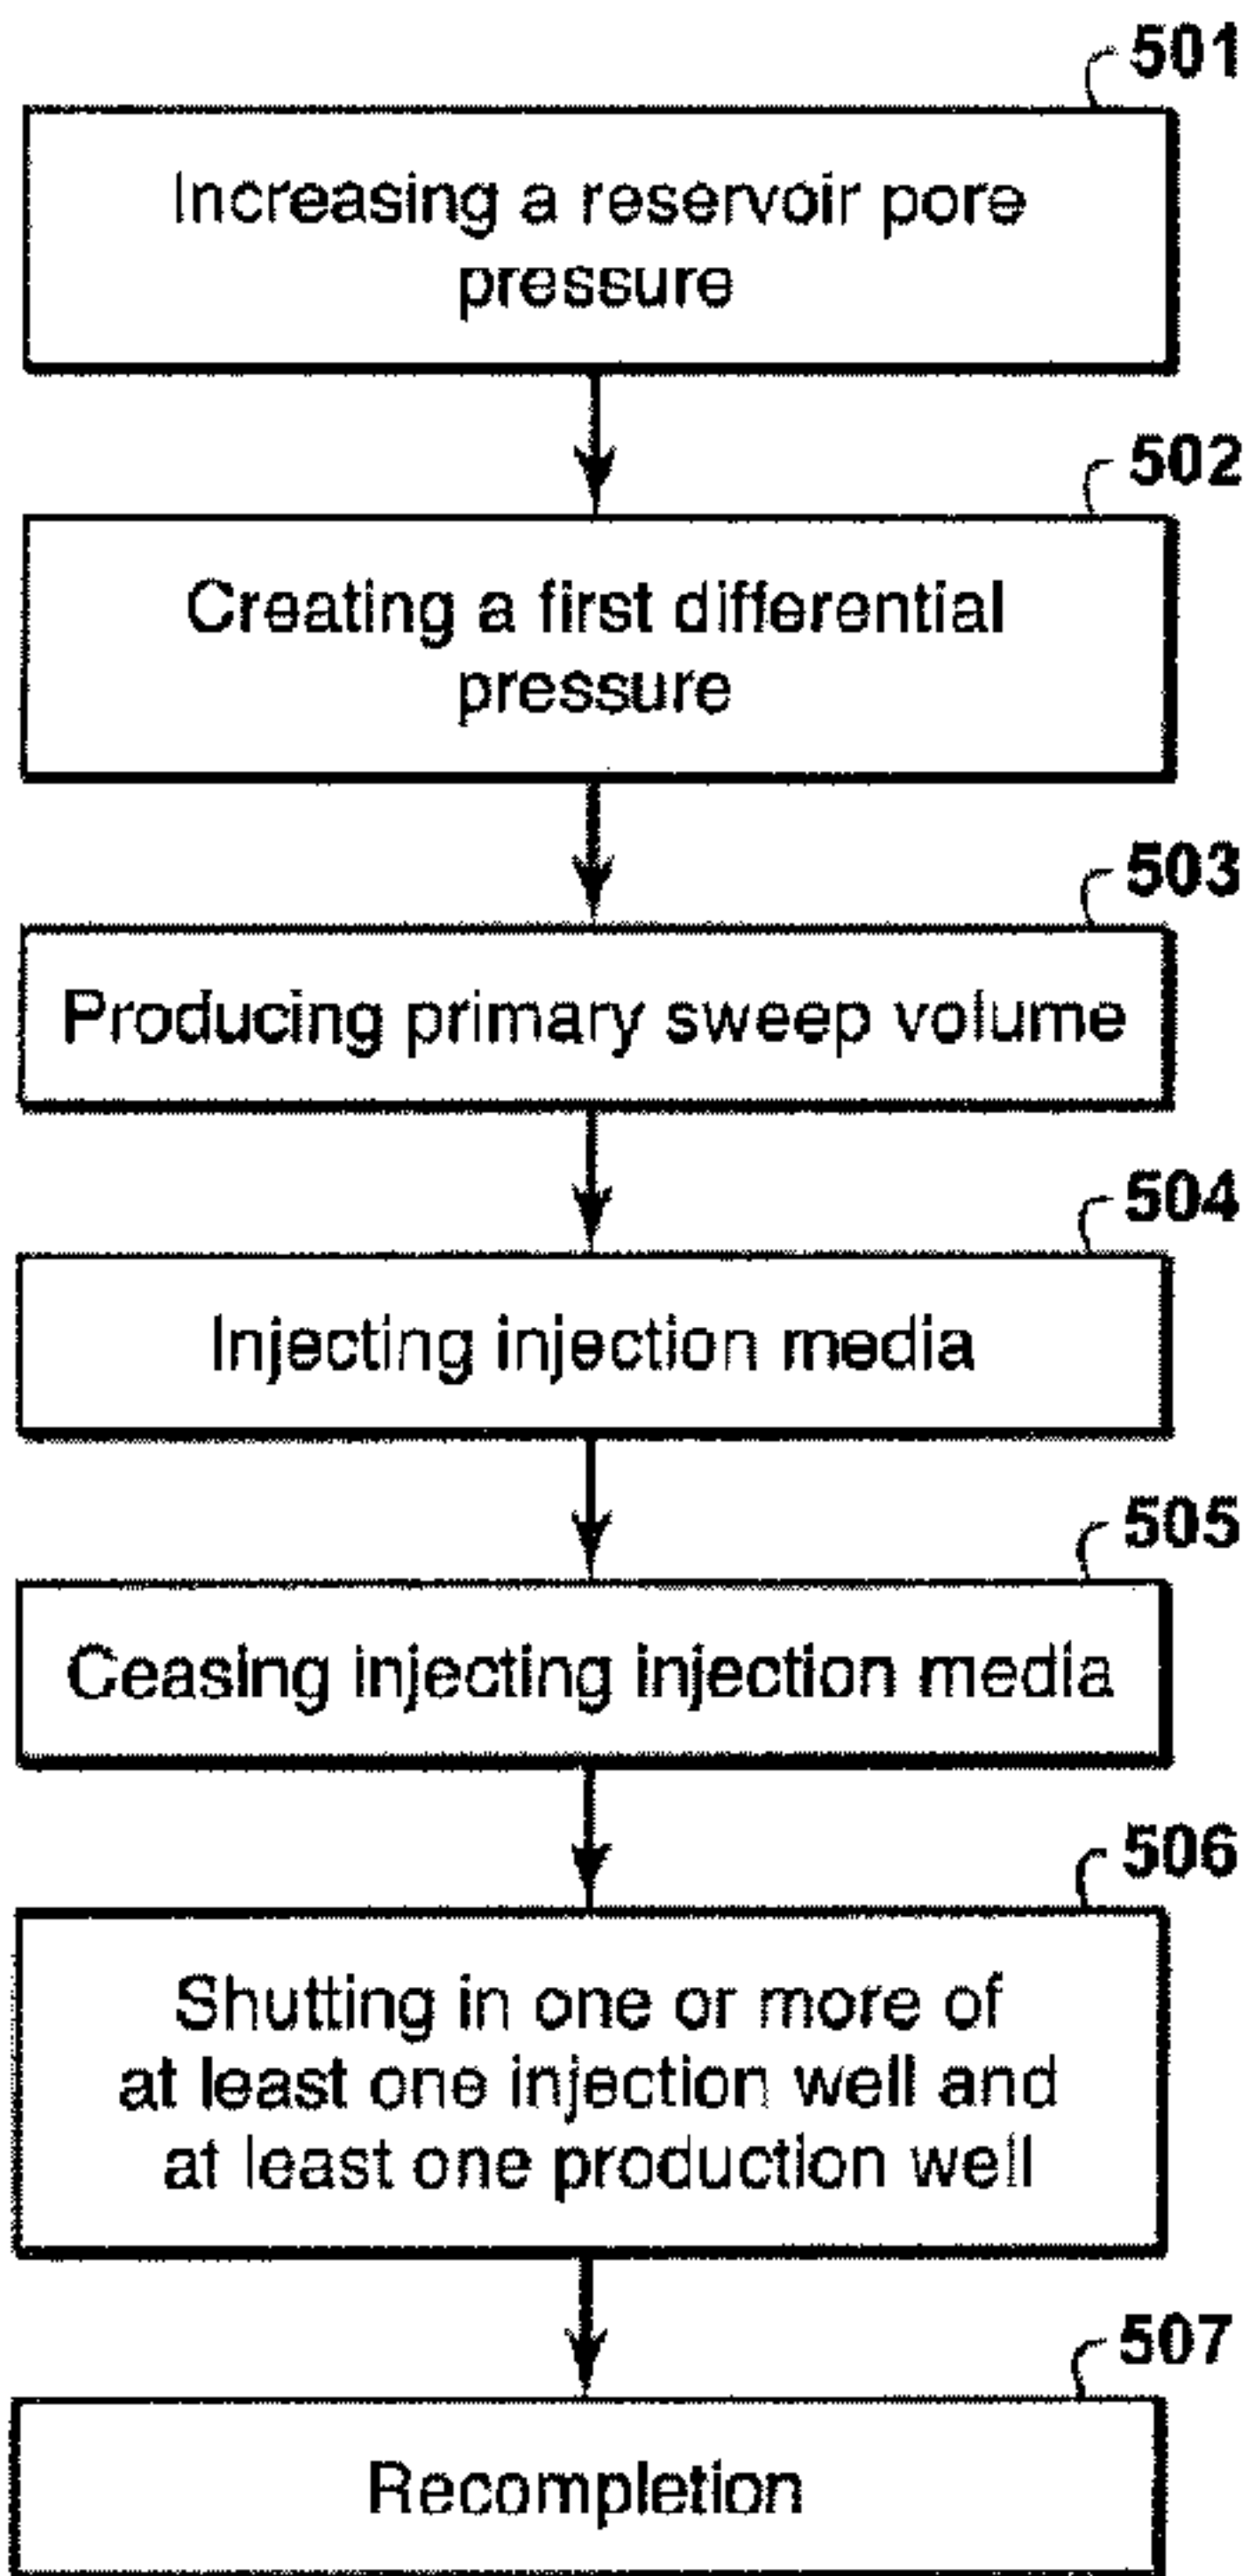 501
Increasing a reservoir pore
pressure
502
Creating a first differential
pressure
503
Producing primary sweep volume
504
Injecting injection media
505
Ceasing injecting injection media
506
Shutting in one or more of
at least one injection well and
at least one production well
507
Recompletion